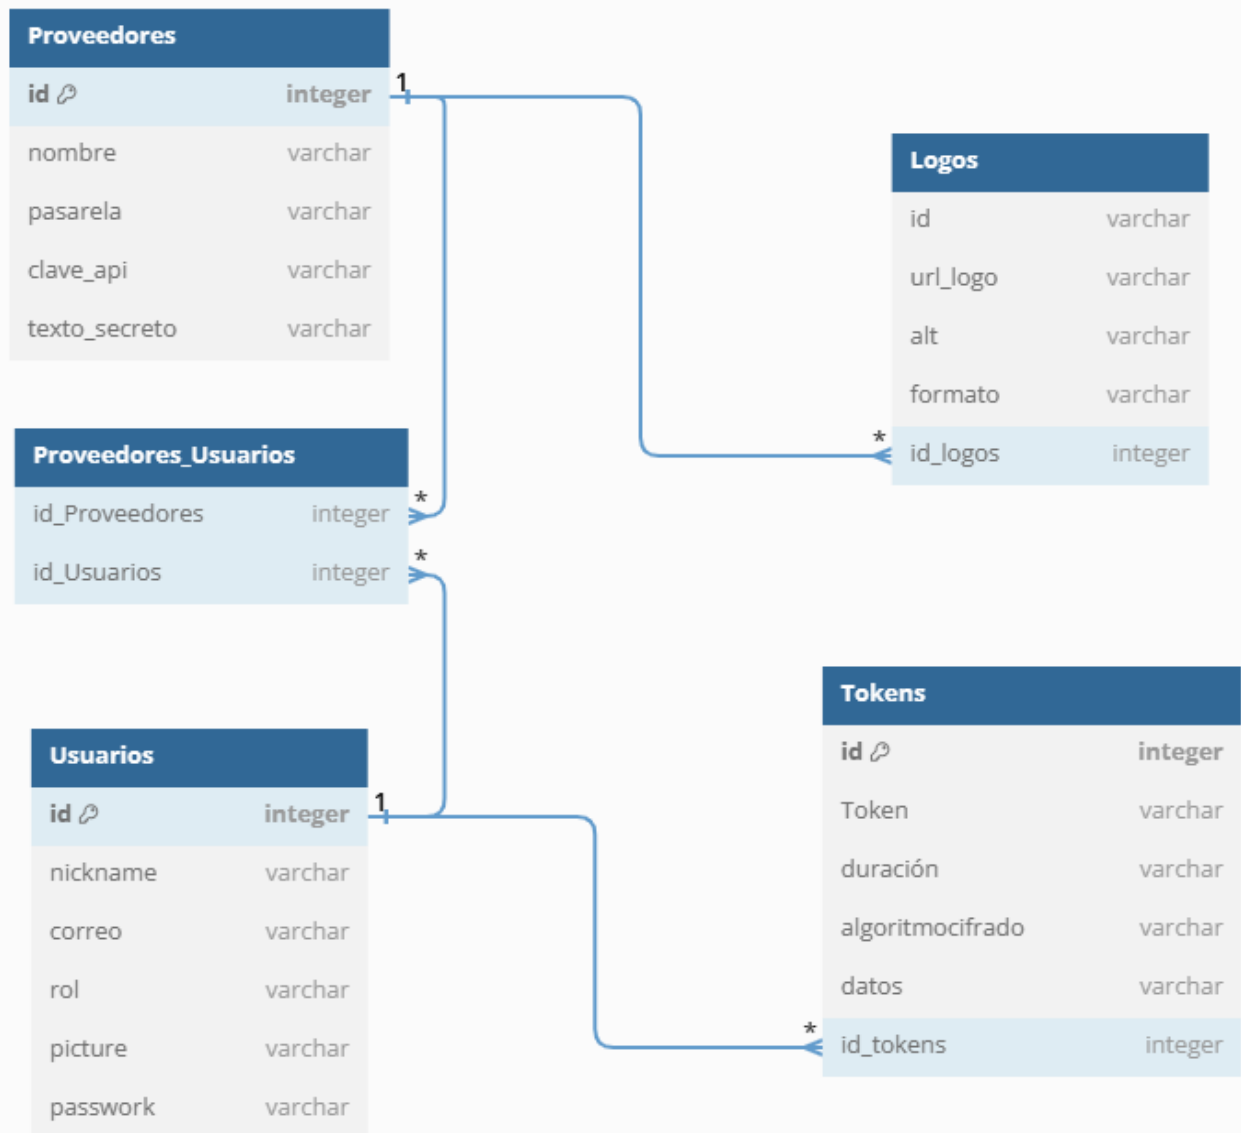 Proveedores
id integer
nombre varchar
pasarela varchar
clave_api varchar
texto_secreto varchar
1
Logos
id varchar
url_logo varchar
alt varchar
formato varchar
* id_logos integer
Proveedores_Usuarios
id_Proveedores integer *
id_Usuarios integer *
Usuarios
id integer 1
nickname varchar
correo varchar
rol varchar
picture varchar
passwork varchar
Tokens
id integer
Token varchar
duración varchar
algoritmocifrado varchar
datos varchar
* id_tokens integer